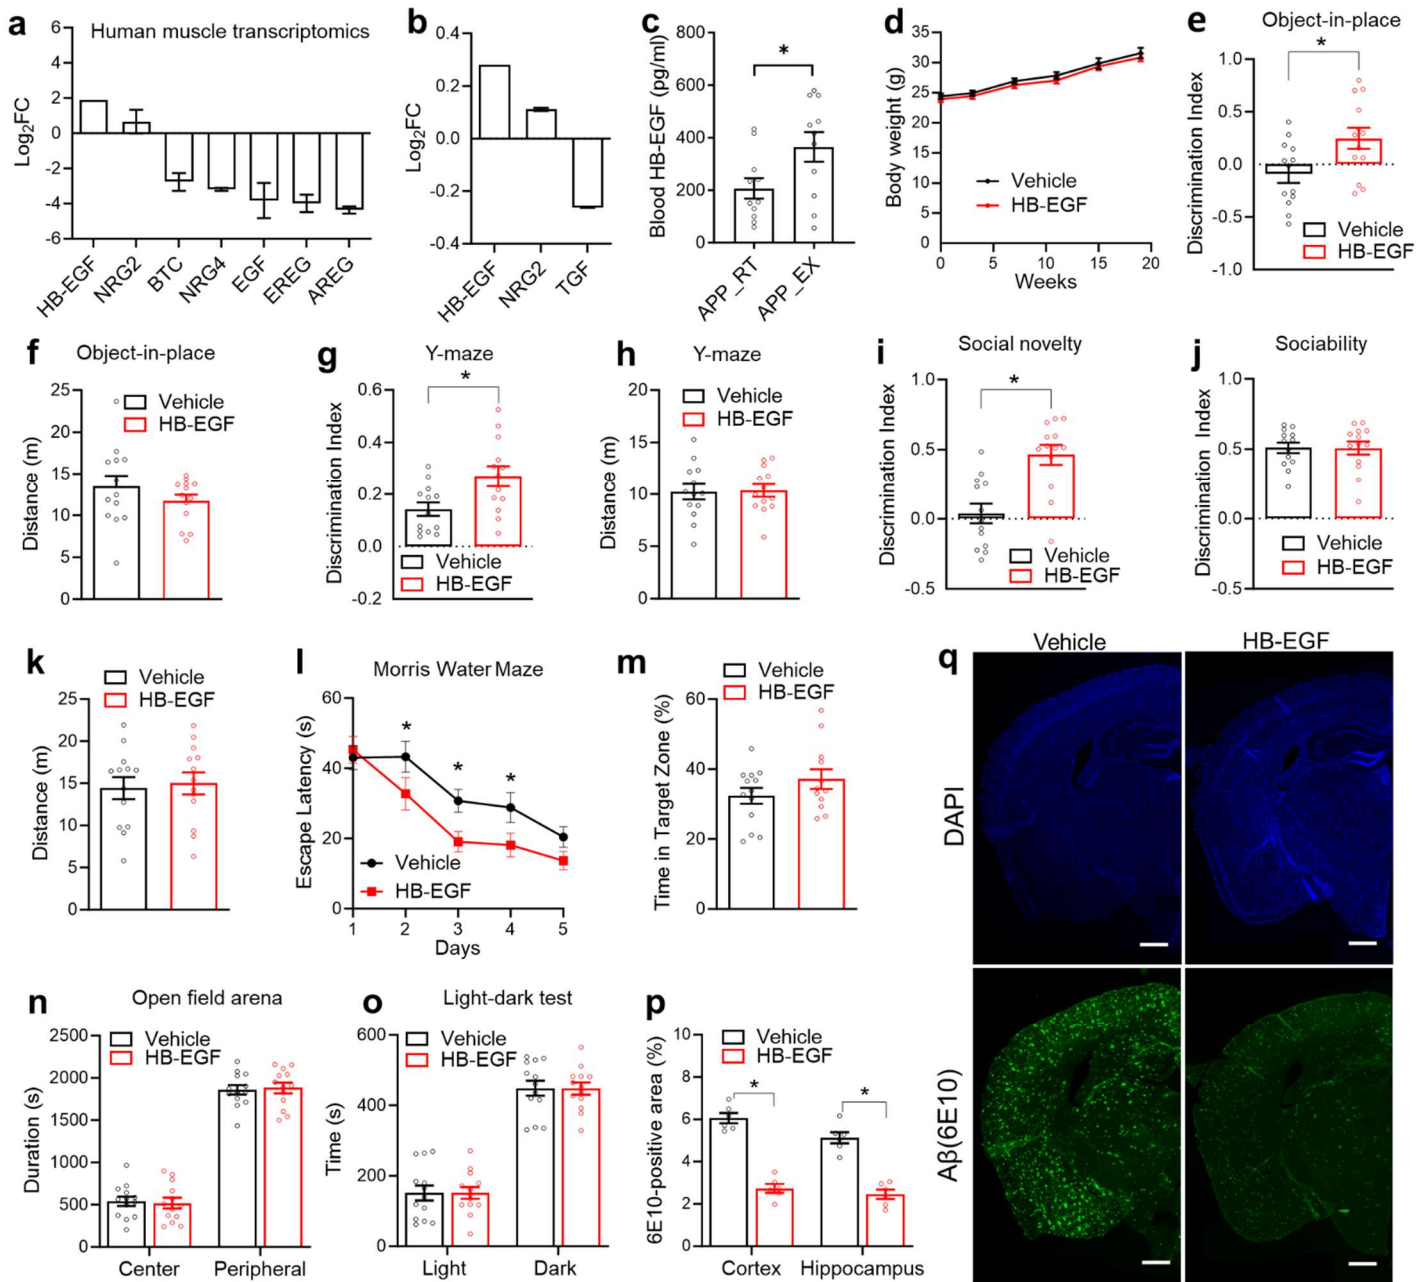 a
Human muscle transcriptomics
Log2FC
6
4
2
0
-2
-4
-6
HB-EGF
NRG2
BTC
NRG4
EGF
EREG
AREG
b
Log2FC
0.4
0.2
0.0
-0.2
-0.4
HB-EGF
NRG2
TGF
c
Blood HB-EGF (pg/ml)
800
600
400
200
0
*
APP_RT
APP_EX
d
Body weight (g)
35
30
25
20
15
10
5
0
Vehicle
HB-EGF
0
5
10
15
20
Weeks
e
Object-in-place
Discrimination Index
1.0
0.5
0.0
-0.5
-1.0
*
Vehicle
HB-EGF
f
Object-in-place
Distance (m)
25
20
15
10
5
0
Vehicle
HB-EGF
g
Y-maze
Discrimination Index
0.6
0.4
0.2
0.0
-0.2
*
Vehicle
HB-EGF
h
Y-maze
Distance (m)
20
15
10
5
0
Vehicle
HB-EGF
i
Social novelty
Discrimination Index
1.0
0.5
0.0
-0.5
*
Vehicle
HB-EGF
j
Sociability
Discrimination Index
1.0
0.5
0.0
-0.5
Vehicle
HB-EGF
k
Distance (m)
25
20
15
10
5
0
Vehicle
HB-EGF
l
Morris Water Maze
Escape Latency (s)
60
40
20
0
*
*
*
Vehicle
HB-EGF
1
2
3
4
5
Days
m
Time in Target Zone (%)
60
40
20
0
Vehicle
HB-EGF
q
Vehicle
HB-EGF
DAPI
Aβ(6E10)
n
Open field arena
Duration (s)
2500
2000
1500
1000
500
0
Vehicle
HB-EGF
Center
Peripheral
o
Light-dark test
Time (s)
600
400
200
0
Vehicle
HB-EGF
Light
Dark
p
6E10-positive area (%)
10
8
6
4
2
0
Vehicle
HB-EGF
*
*
Cortex
Hippocampus